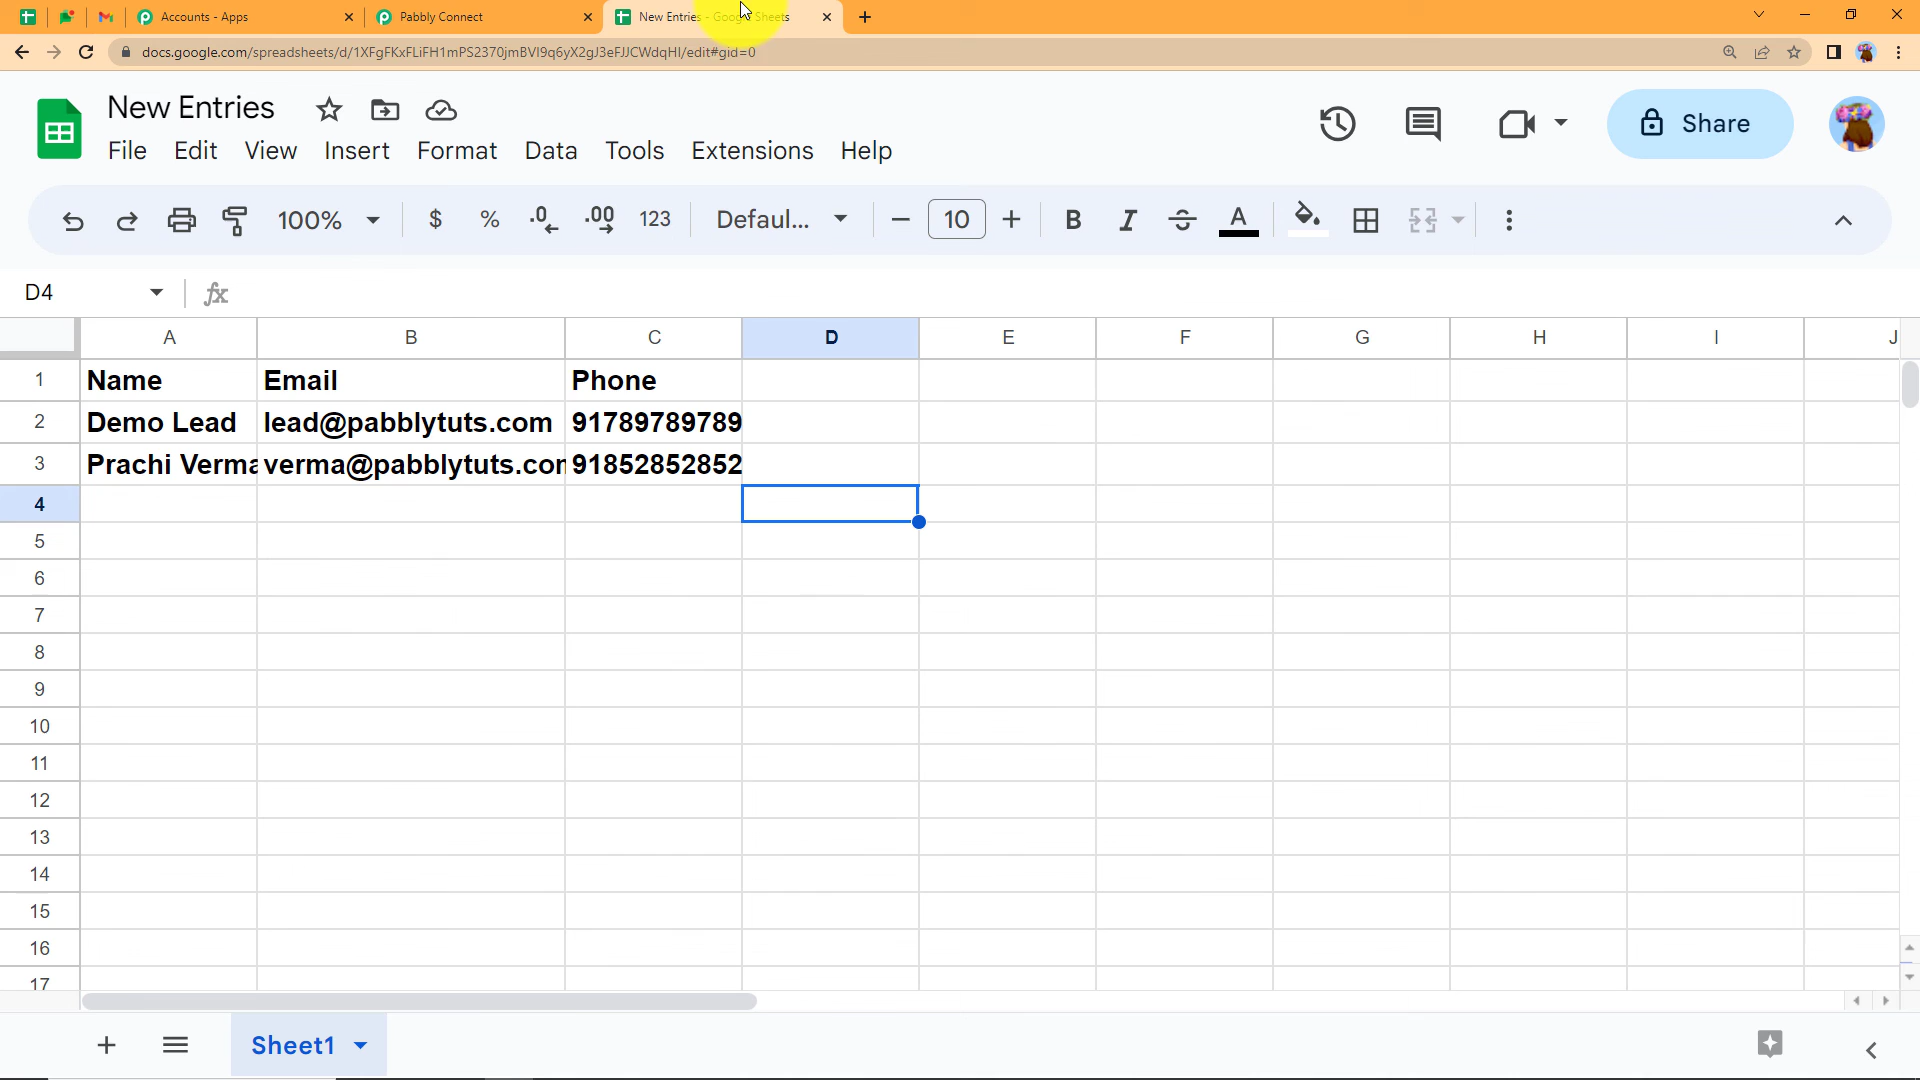 Accounts - Apps
Pabbly Connect
New Entries - Google Sheets
docs.google.com/spreadsheets/d/1XFgFKxFLiFH1mPS2370jmBVI9q6yX2gJ3eFJJCWdqHI/edit#gid=0
New Entries
File Edit View Insert Format Data Tools Extensions Help
Share
100% $ % .0 .00 123 Defaul... 10 B I A
D4
A B C D E F G H I J
1 Name Email Phone
2 Demo Lead lead@pabblytuts.com 91789789789
3 Prachi Verma verma@pabblytuts.com 91852852852
4
5
6
7
8
9
10
11
12
13
14
15
16
17
Sheet1